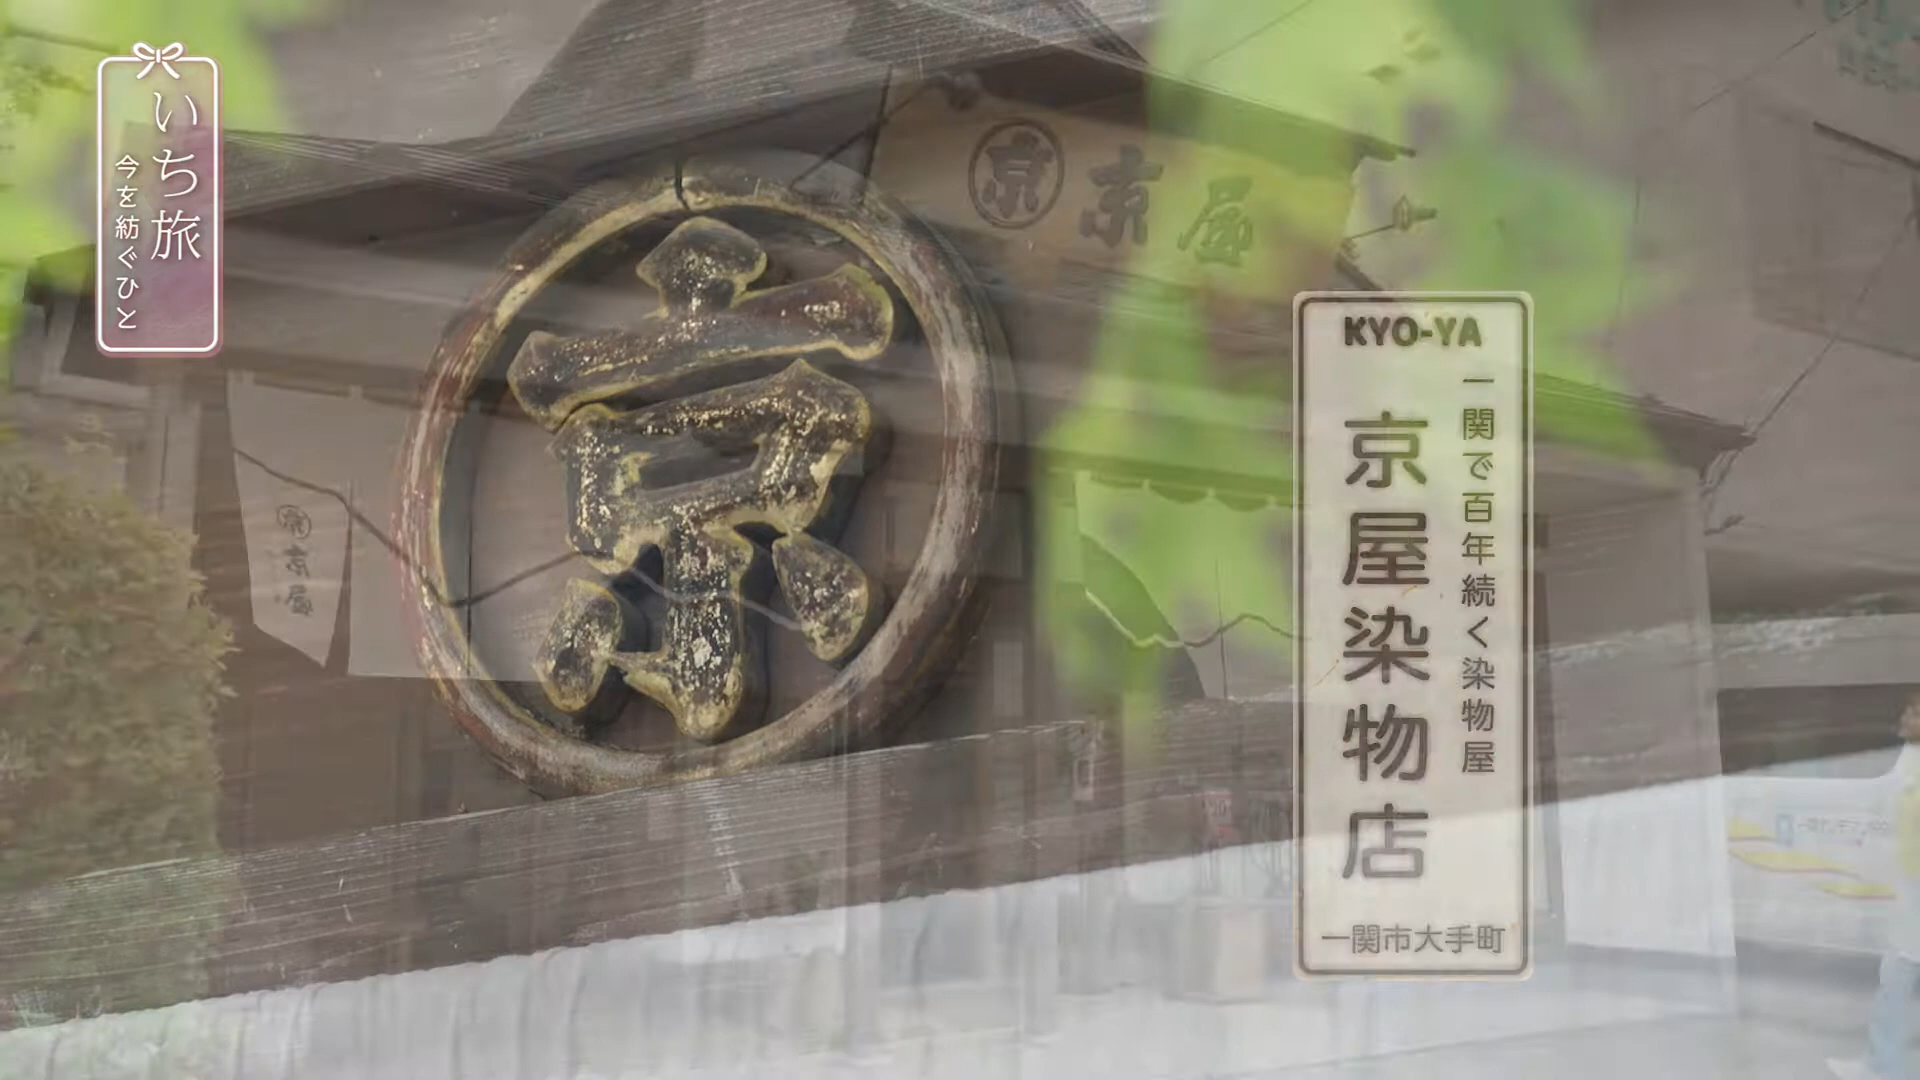 いち旅
今を紡ぐひと
京
京 京屋
京屋
KYO-YA
一関で百年続く染物屋
京屋染物店
一関市大手町